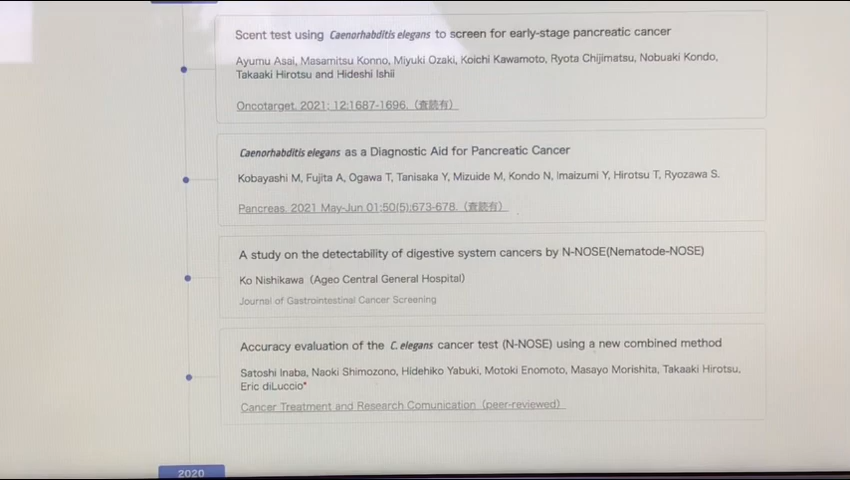 Scent test using Caenorhabditis elegans to screen for early-stage pancreatic cancer
Ayumu Asai, Masamitsu Konno, Miyuki Ozaki, Koichi Kawamoto, Ryota Chijimatsu, Nobuaki Kondo,
Takaaki Hirotsu and Hideshi Ishii
Oncotarget. 2021; 12:1687-1696.（査読有）
Caenorhabditis elegans as a Diagnostic Aid for Pancreatic Cancer
Kobayashi M, Fujita A, Ogawa T, Tanisaka Y, Mizuide M, Kondo N, Imaizumi Y, Hirotsu T, Ryozawa S.
Pancreas. 2021 May-Jun 01;50(5):673-678.（査読有）
A study on the detectability of digestive system cancers by N-NOSE(Nematode-NOSE)
Ko Nishikawa（Ageo Central General Hospital）
Journal of Gastrointestinal Cancer Screening
Accuracy evaluation of the C. elegans cancer test (N-NOSE) using a new combined method
Satoshi Inaba, Naoki Shimozono, Hidehiko Yabuki, Motoki Enomoto, Masayo Morishita, Takaaki Hirotsu,
Eric diLuccio*
Cancer Treatment and Research Comunication（peer-reviewed）
2020